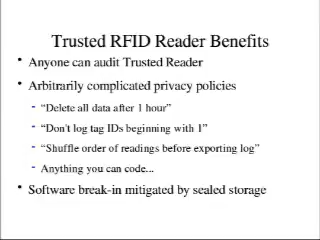 Trusted RFID Reader Benefits
• Anyone can audit Trusted Reader
• Arbitrarily complicated privacy policies
- “Delete all data after 1 hour”
- “Don't log tag IDs beginning with 1”
- “Shuffle order of readings before exporting log”
- Anything you can code...
• Software break-in mitigated by sealed storage